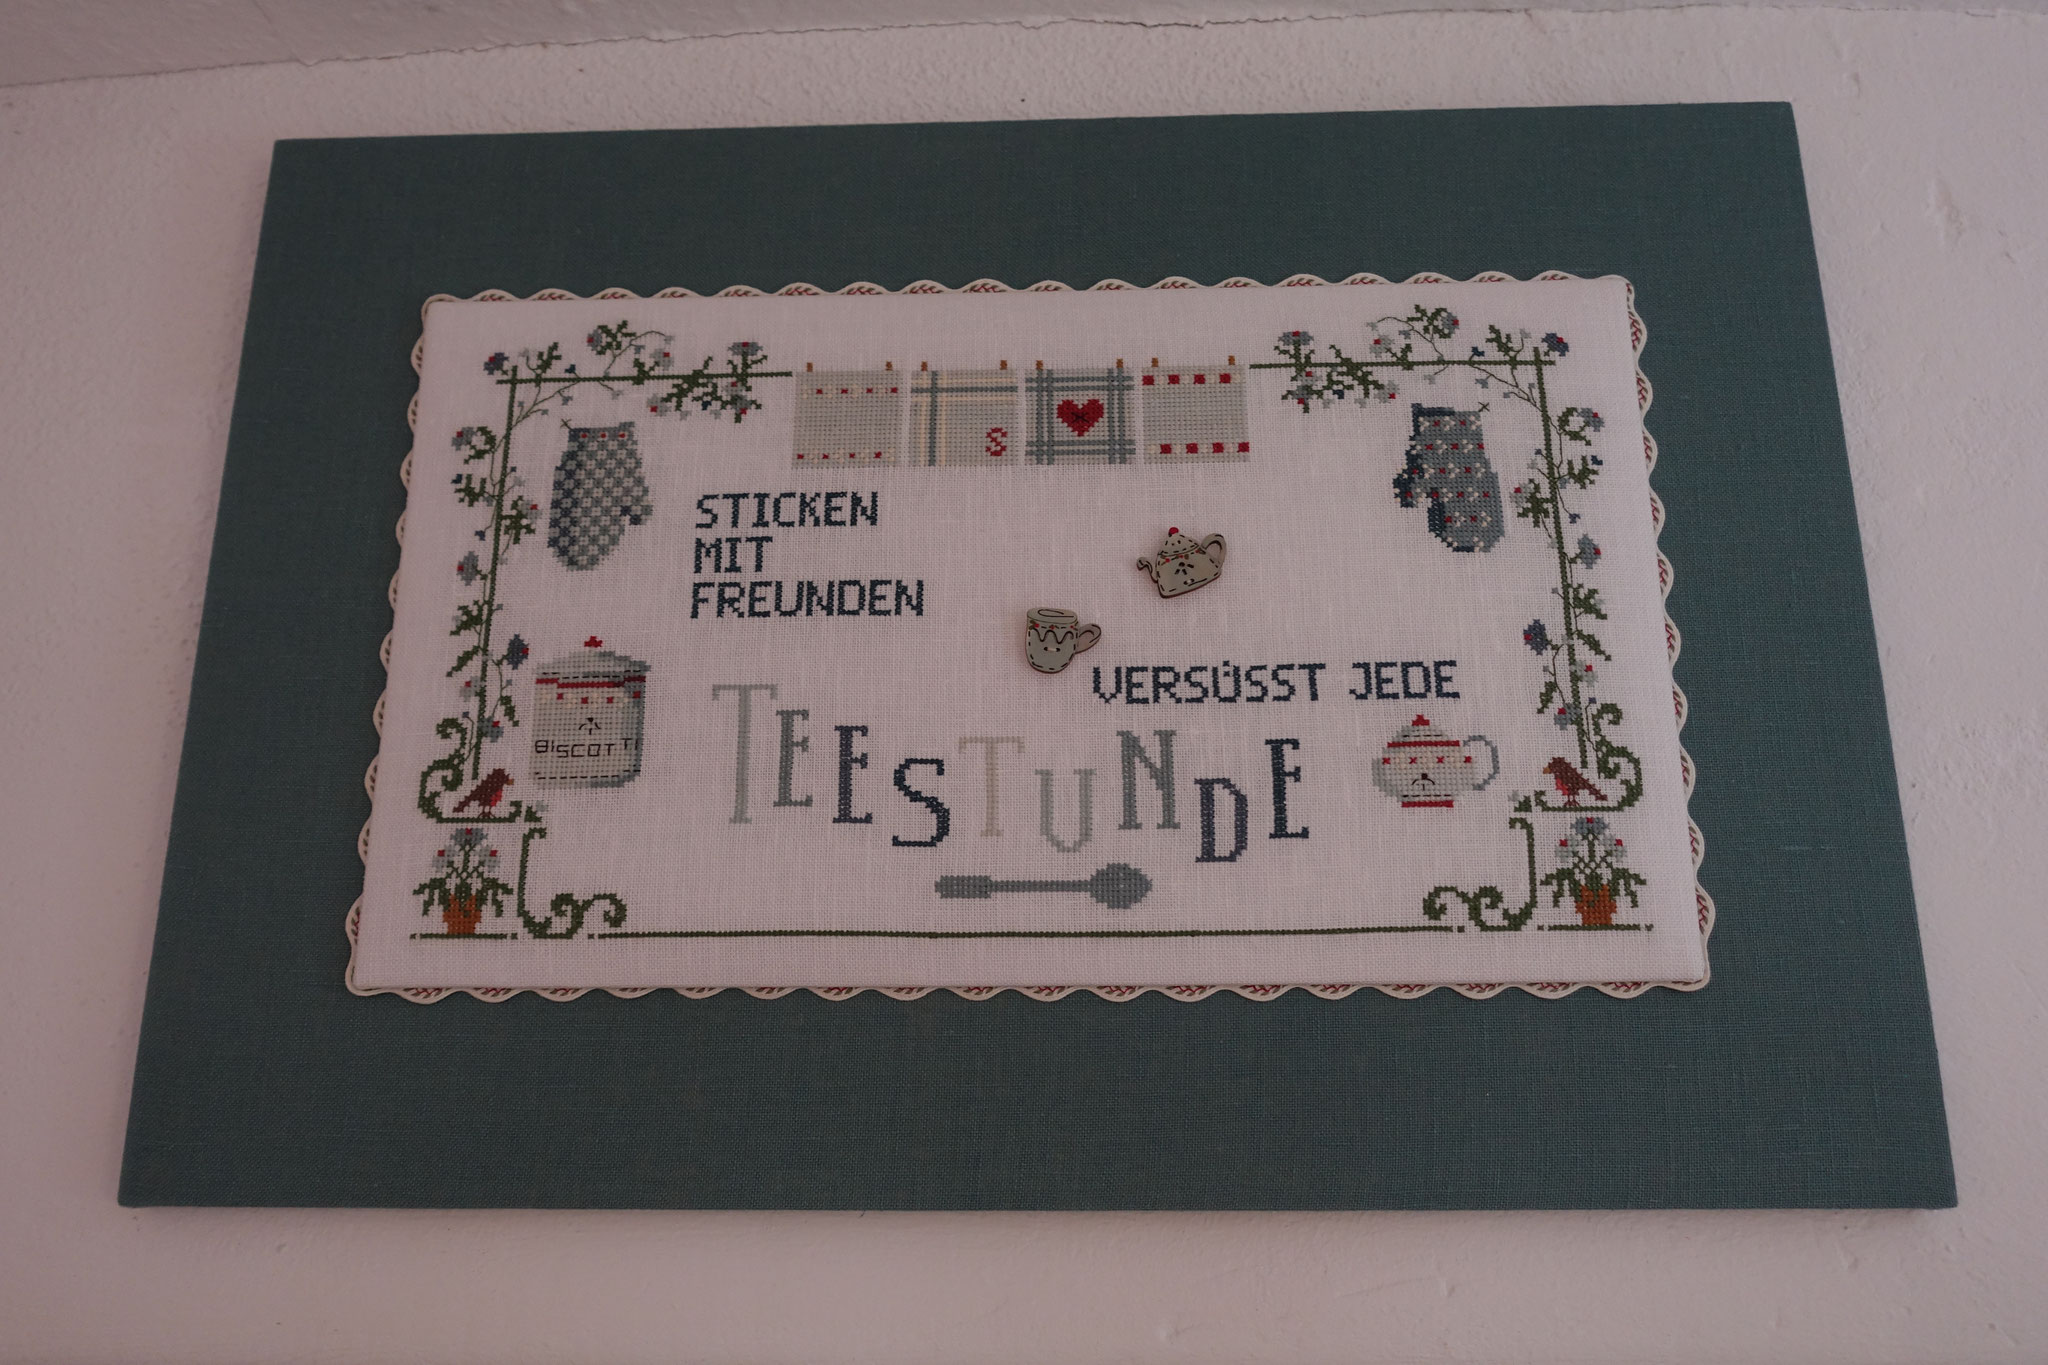 S
STICKEN
MIT
FREUNDEN
VERSÜSST JEDE
BISCOTTI
TEESTUNDE